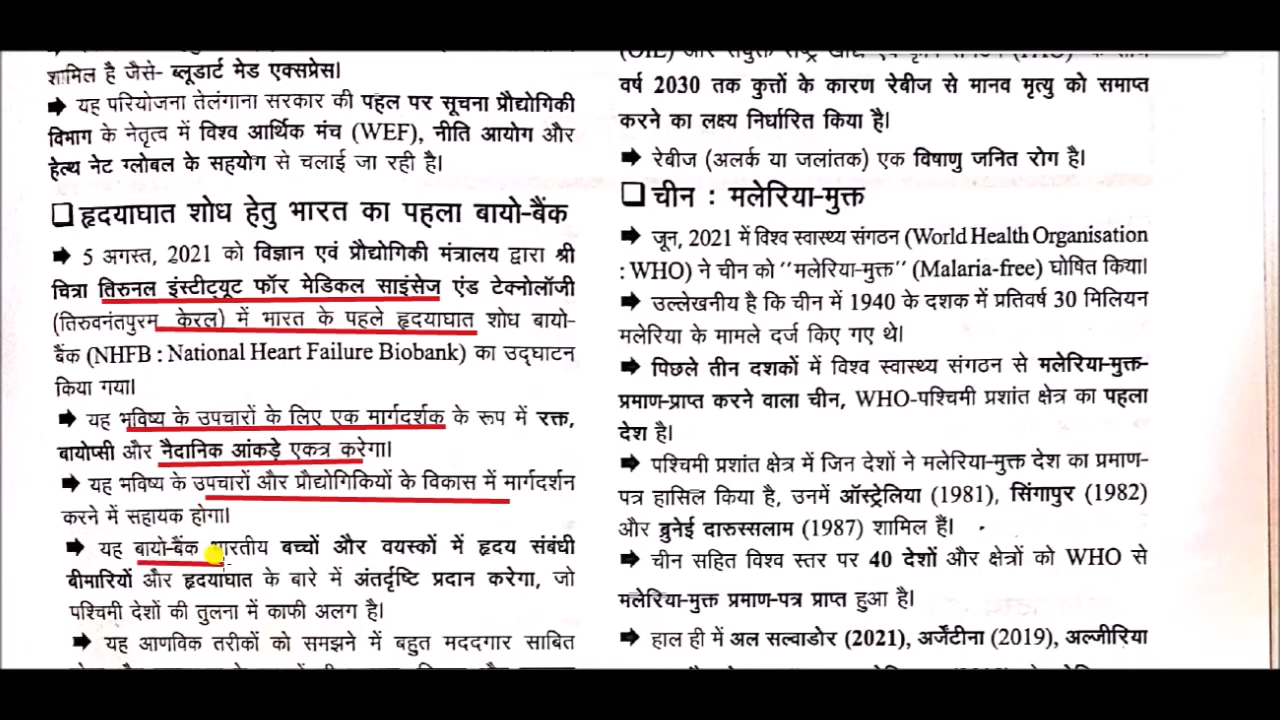 शामिल है जैसे- ब्लूडार्ट मेड एक्सप्रेस।
➡ यह परियोजना तेलंगाना सरकार की पहल पर सूचना प्रौद्योगिकी
विभाग के नेतृत्व में विश्व आर्थिक मंच (WEF), नीति आयोग और
हेल्थ नेट ग्लोबल के सहयोग से चलाई जा रही है।
❑ हृदयाघात शोध हेतु भारत का पहला बायो-बैंक
➡ 5 अगस्त, 2021 को विज्ञान एवं प्रौद्योगिकी मंत्रालय द्वारा श्री
चित्रा तिरुनल इंस्टीट्यूट फॉर मेडिकल साइंसेज एंड टेक्नोलॉजी
(तिरुवनंतपुरम, केरल) में भारत के पहले हृदयाघात शोध बायो-
बैंक (NHFB : National Heart Failure Biobank) का उद्घाटन
किया गया।
➡ यह भविष्य के उपचारों के लिए एक मार्गदर्शक के रूप में रक्त,
बायोप्सी और नैदानिक आंकड़े एकत्र करेगा।
➡ यह भविष्य के उपचारों और प्रौद्योगिकियों के विकास में मार्गदर्शन
करने में सहायक होगा।
➡ यह बायो-बैंक भारतीय बच्चों और वयस्कों में हृदय संबंधी
बीमारियों और हृदयाघात के बारे में अंतर्दृष्टि प्रदान करेगा, जो
पश्चिमी देशों की तुलना में काफी अलग है।
➡ यह आणविक तरीकों को समझने में बहुत मददगार साबित
वर्ष 2030 तक कुत्तों के कारण रेबीज से मानव मृत्यु को समाप्त
करने का लक्ष्य निर्धारित किया है।
➡ रेबीज (अलर्क या जलांतक) एक विषाणु जनित रोग है।
❑ चीन : मलेरिया-मुक्त
➡ जून, 2021 में विश्व स्वास्थ्य संगठन (World Health Organisation
: WHO) ने चीन को "मलेरिया-मुक्त" (Malaria-free) घोषित किया।
➡ उल्लेखनीय है कि चीन में 1940 के दशक में प्रतिवर्ष 30 मिलियन
मलेरिया के मामले दर्ज किए गए थे।
➡ पिछले तीन दशकों में विश्व स्वास्थ्य संगठन से मलेरिया-मुक्त-
प्रमाण-प्राप्त करने वाला चीन, WHO-पश्चिमी प्रशांत क्षेत्र का पहला
देश है।
➡ पश्चिमी प्रशांत क्षेत्र में जिन देशों ने मलेरिया-मुक्त देश का प्रमाण-
पत्र हासिल किया है, उनमें ऑस्ट्रेलिया (1981), सिंगापुर (1982)
और ब्रुनेई दारुस्सलाम (1987) शामिल हैं।
➡ चीन सहित विश्व स्तर पर 40 देशों और क्षेत्रों को WHO से
मलेरिया-मुक्त प्रमाण-पत्र प्राप्त हुआ है।
➡ हाल ही में अल सल्वाडोर (2021), अर्जेंटीना (2019), अल्जीरिया